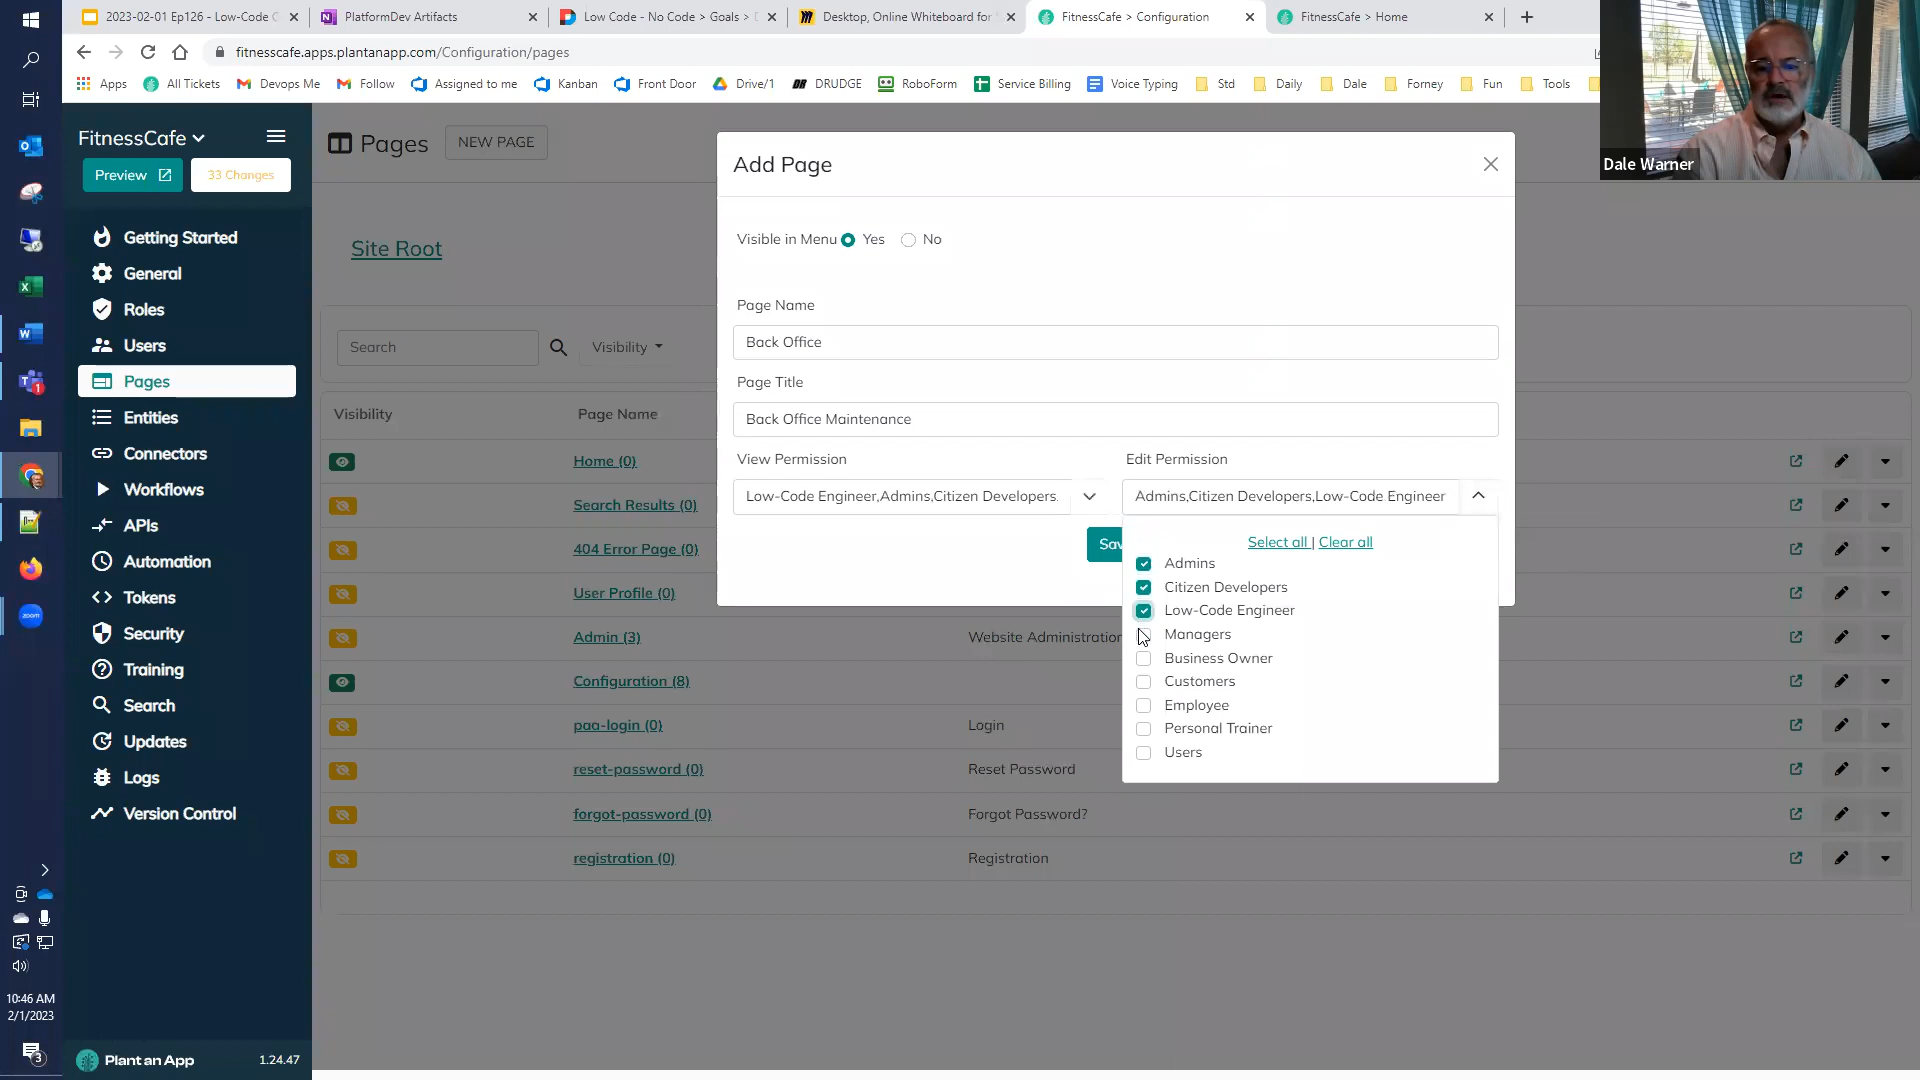 2023-02-01 Ep126 - Low-Code C
PlatformDev Artifacts
Low Code - No Code > Goals >
Desktop, Online Whiteboard for
FitnessCafe > Configuration
FitnessCafe > Home
fitnesscafe.apps.plantanapp.com/Configuration/pages
Apps All Tickets Devops Me Follow Assigned to me Kanban Front Door Drive/1 DRUDGE RoboForm Service Billing Voice Typing Std Daily Dale Forney Fun Tools
Dale Warner
FitnessCafe
Preview
33 Changes
Getting Started
General
Roles
Users
Pages
Entities
Connectors
Workflows
APIs
Automation
Tokens
Security
Training
Search
Updates
Logs
Version Control
Plant an App 1.24.47
Pages
NEW PAGE
Site Root
Search
Visibility
Visibility Page Name
Home (0)
Search Results (0)
404 Error Page (0)
User Profile (0)
Admin (3) Website Administration
Configuration (8)
paa-login (0) Login
reset-password (0) Reset Password
forgot-password (0) Forgot Password?
registration (0) Registration
Add Page
Visible in Menu Yes No
Page Name
Back Office
Page Title
Back Office Maintenance
View Permission Edit Permission
Low-Code Engineer,Admins,Citizen Developers. Admins,Citizen Developers,Low-Code Engineer
Sav
Select all | Clear all
Admins
Citizen Developers
Low-Code Engineer
Managers
Business Owner
Customers
Employee
Personal Trainer
Users
zoom
1
10:46 AM
2/1/2023
3